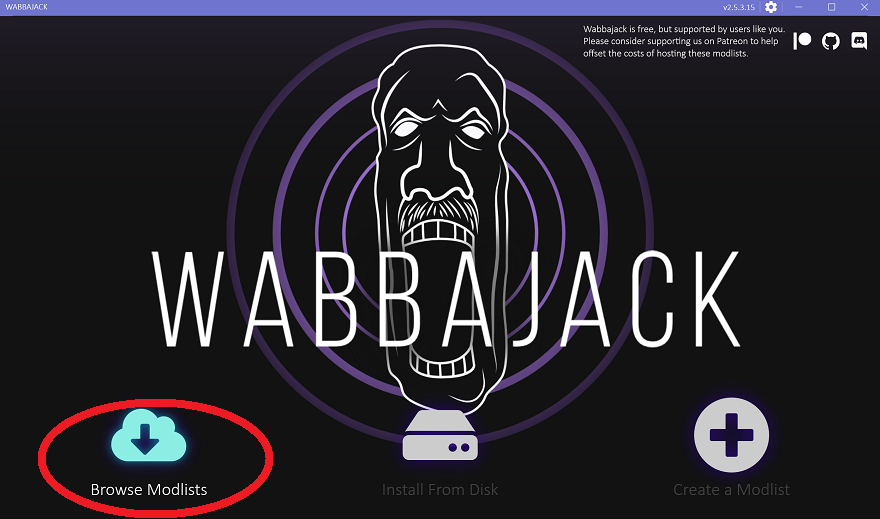 WABBAJACK
v2.5.3.15
Wabbajack is free, but supported by users like you.
Please consider supporting us on Patreon to help
offset the costs of hosting these modlists.
WABBAJACK
Browse Modlists
Install From Disk
Create a Modlist